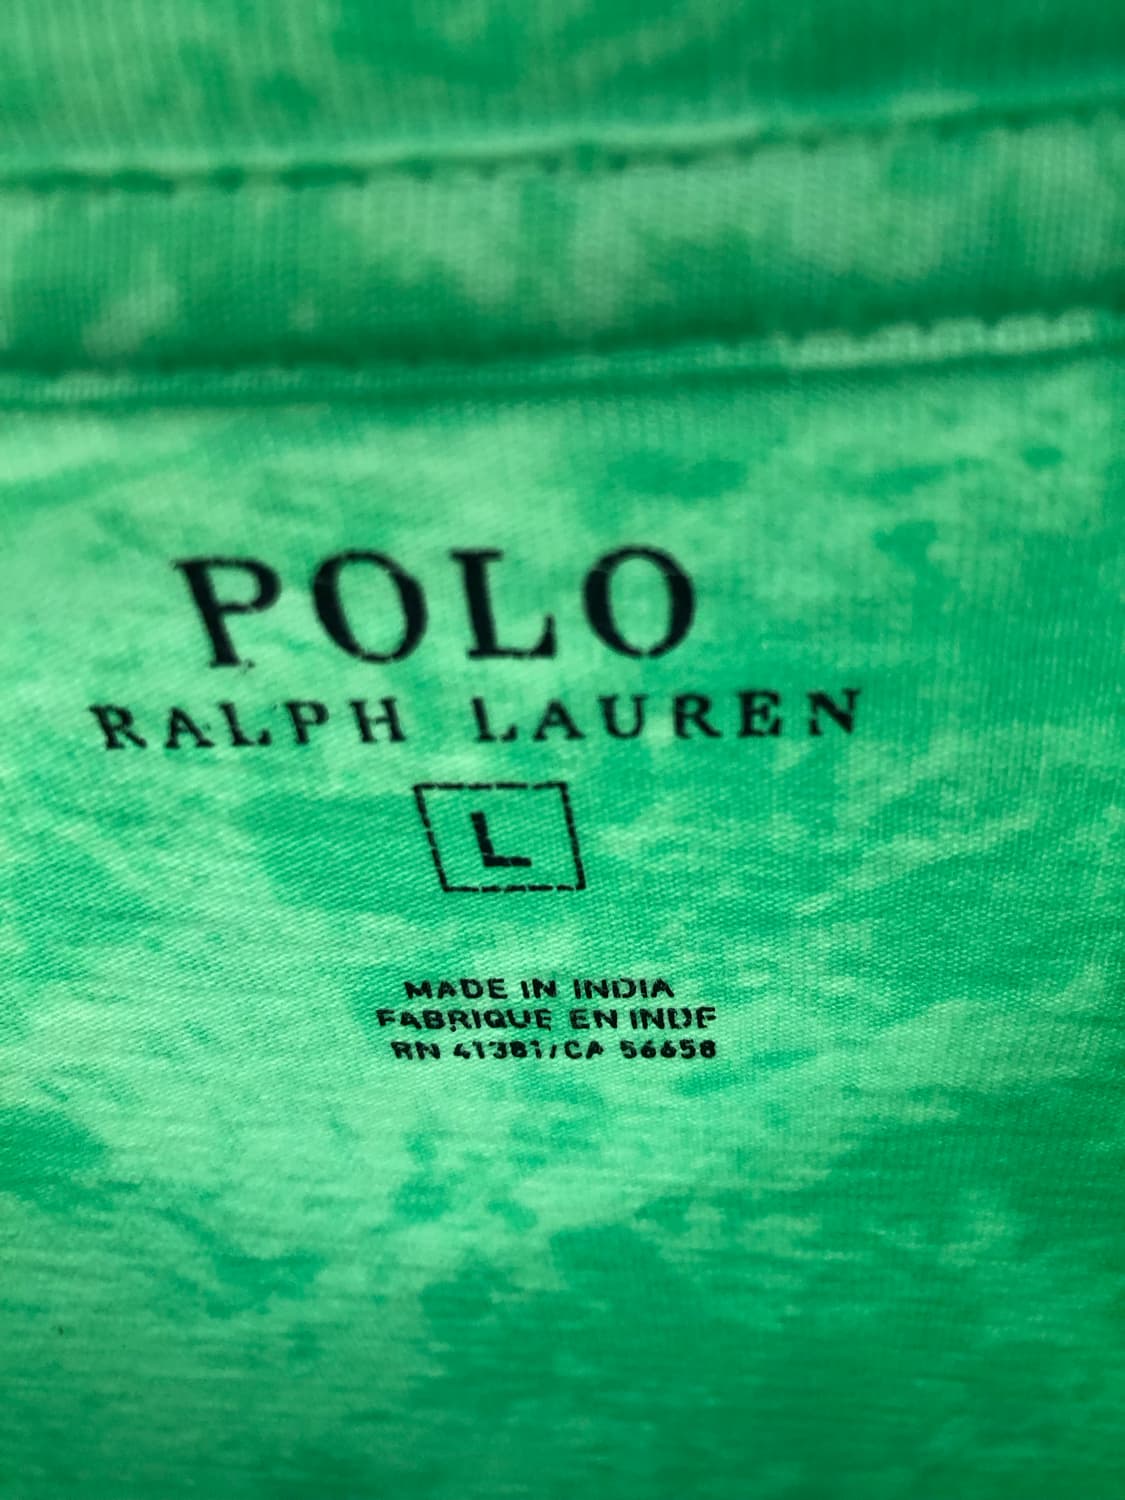 POLO
RALPH LAUREN
L
MADE IN INDIA
FABRIQUE EN INDE
RN 41381/CA 56658